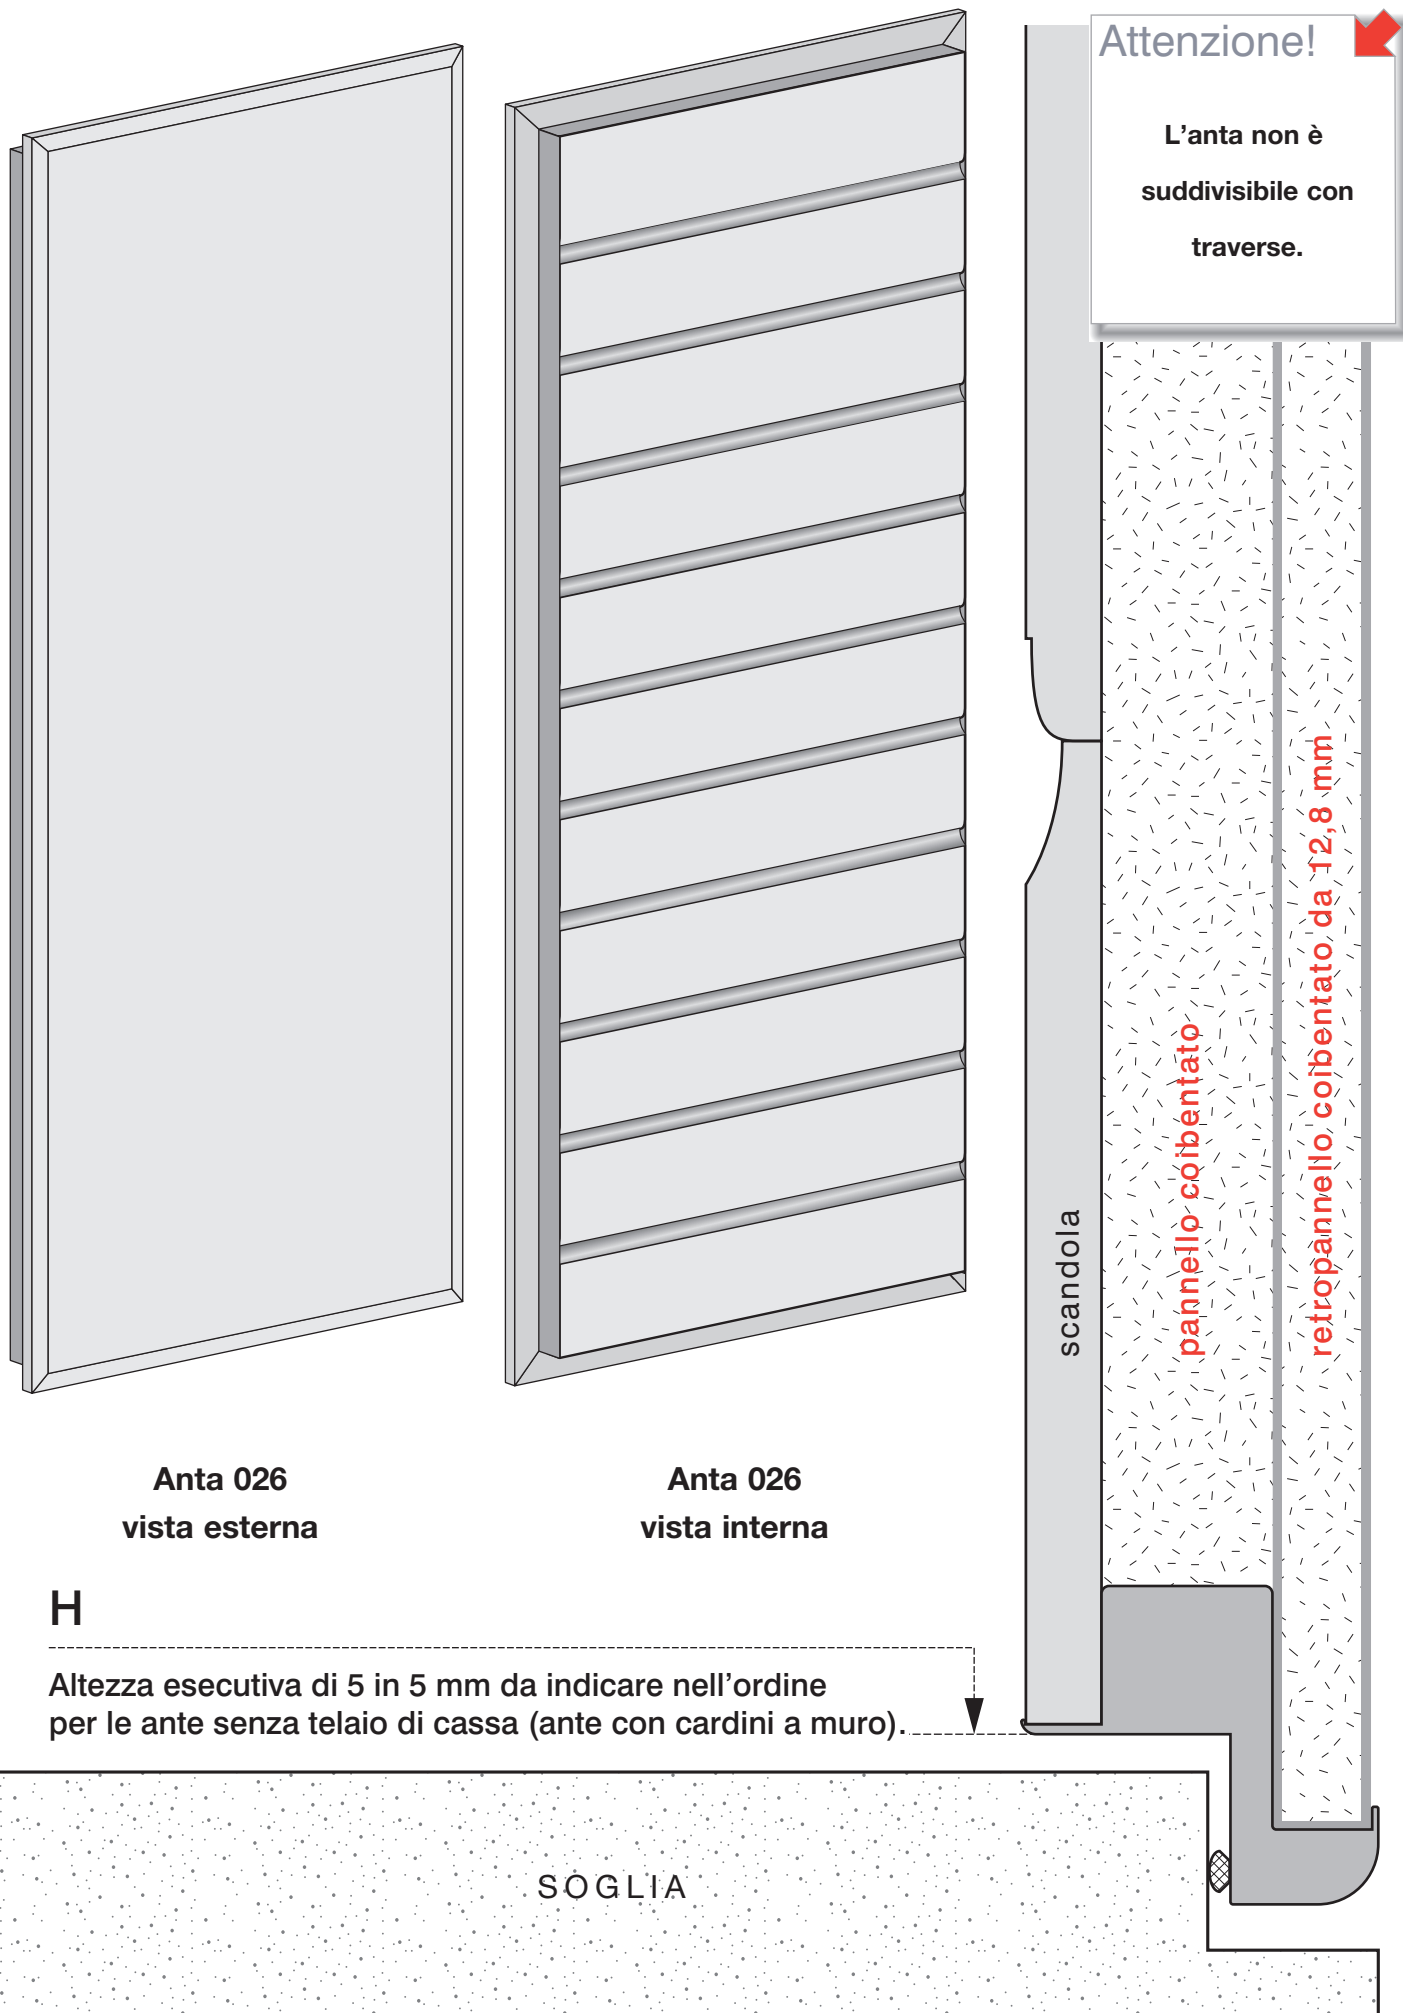 Attenzione!
L’anta non è
suddivisibile con
traverse.
retropannello coibentato da 12,8 mm
pannello coibentato
scandola
Anta 026
vista esterna
Anta 026
vista interna
H
Altezza esecutiva di 5 in 5 mm da indicare nell’ordine
per le ante senza telaio di cassa (ante con cardini a muro).
SOGLIA